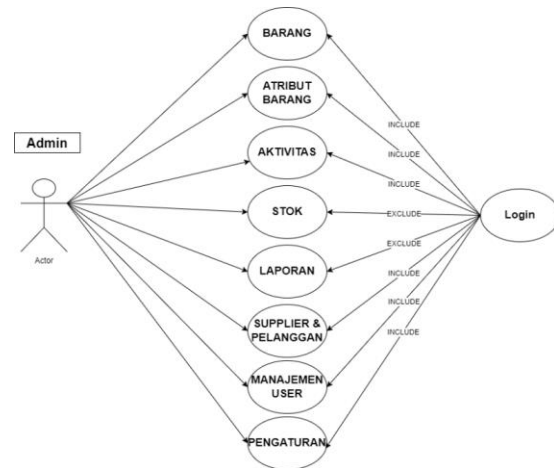 BARANG
ATRIBUT
BARANG
Admin
AKTIVITAS
STOK
LAPORAN
SUPPLIER &
PELANGGAN
MANAJEMEN
USER
PENGATURAN
Actor
INCLUDE
INCLUDE
INCLUDE
EXCLUDE
EXCLUDE
INCLUDE
INCLUDE
INCLUDE
Login